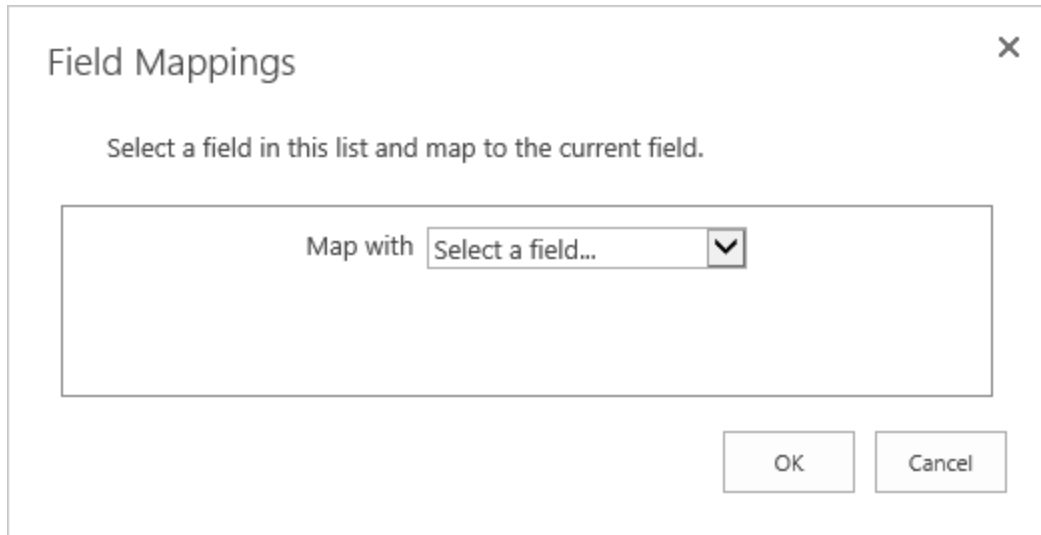 Field Mappings
Select a field in this list and map to the current field.
Map with Select a field...
OK Cancel